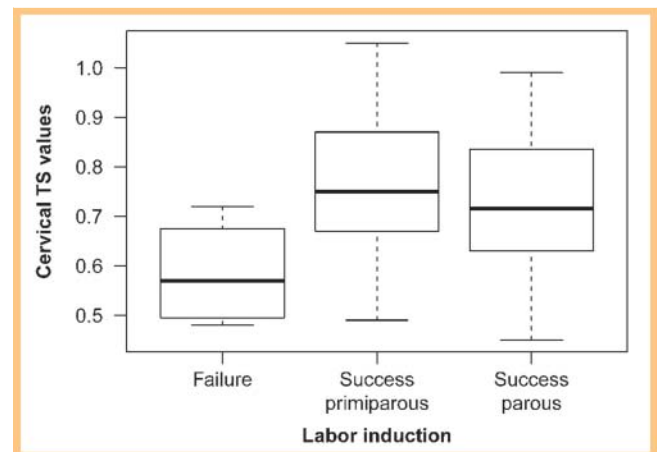 Cervical TS values
1.0
0.9
0.8
0.7
0.6
0.5
Failure
Success
primiparous
Success
parous
Labor induction